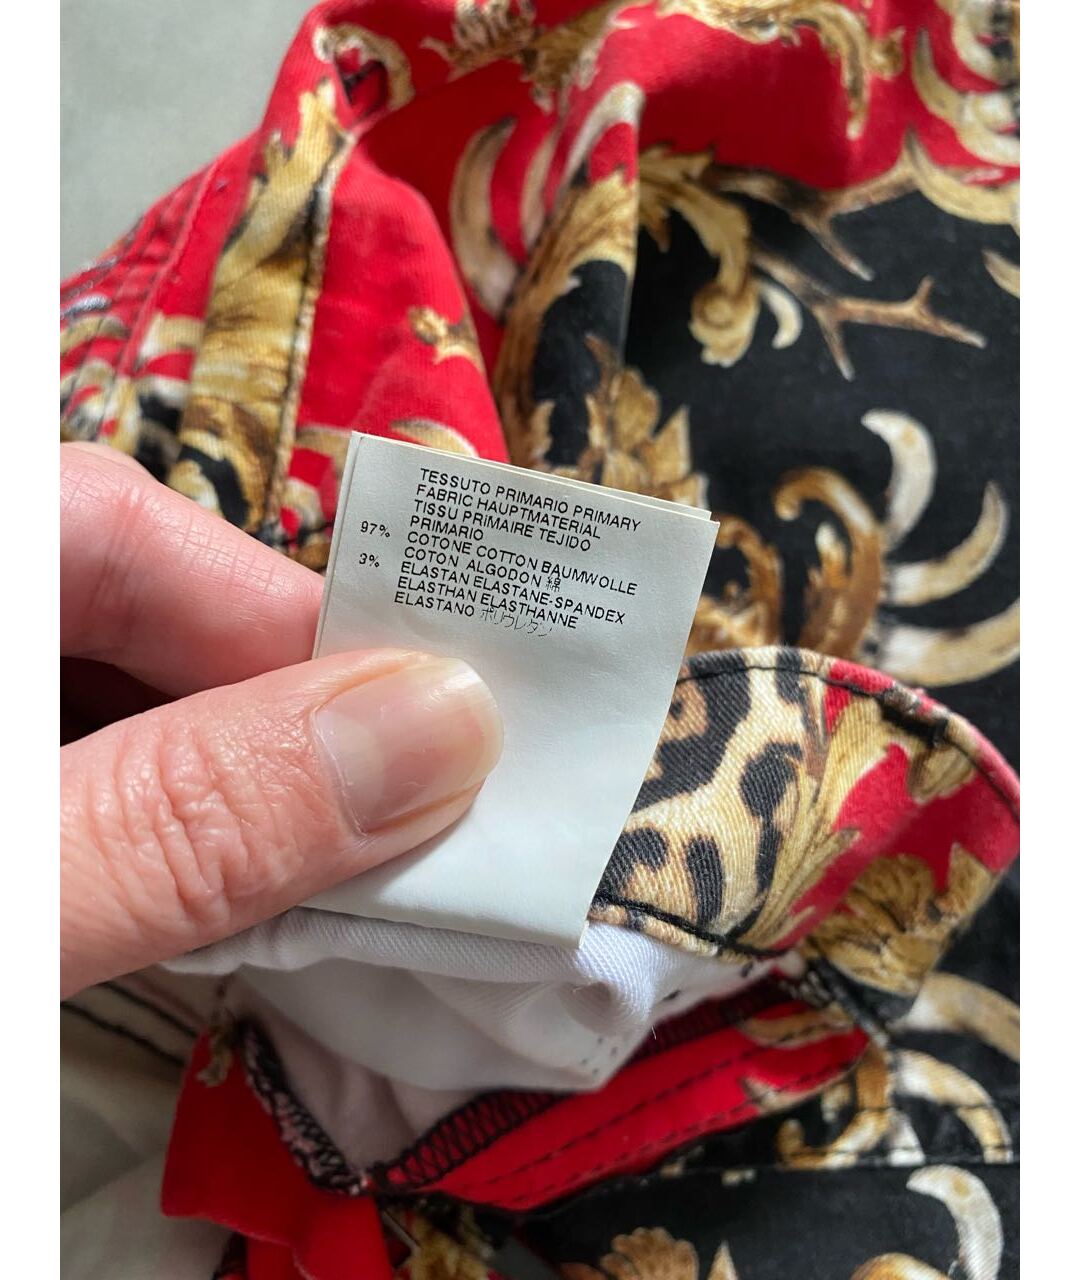 TESSUTO PRIMARIO PRIMARY
FABRIC HAUPTMATERIAL
TISSU PRIMAIRE TEJIDO
PRIMARIO
97% COTONE COTTON BAUMWOLLE
COTON ALGODON 綿
3% ELASTAN ELASTANE-SPANDEX
ELASTHAN ELASTHANNE
ELASTANO ポリウレタン